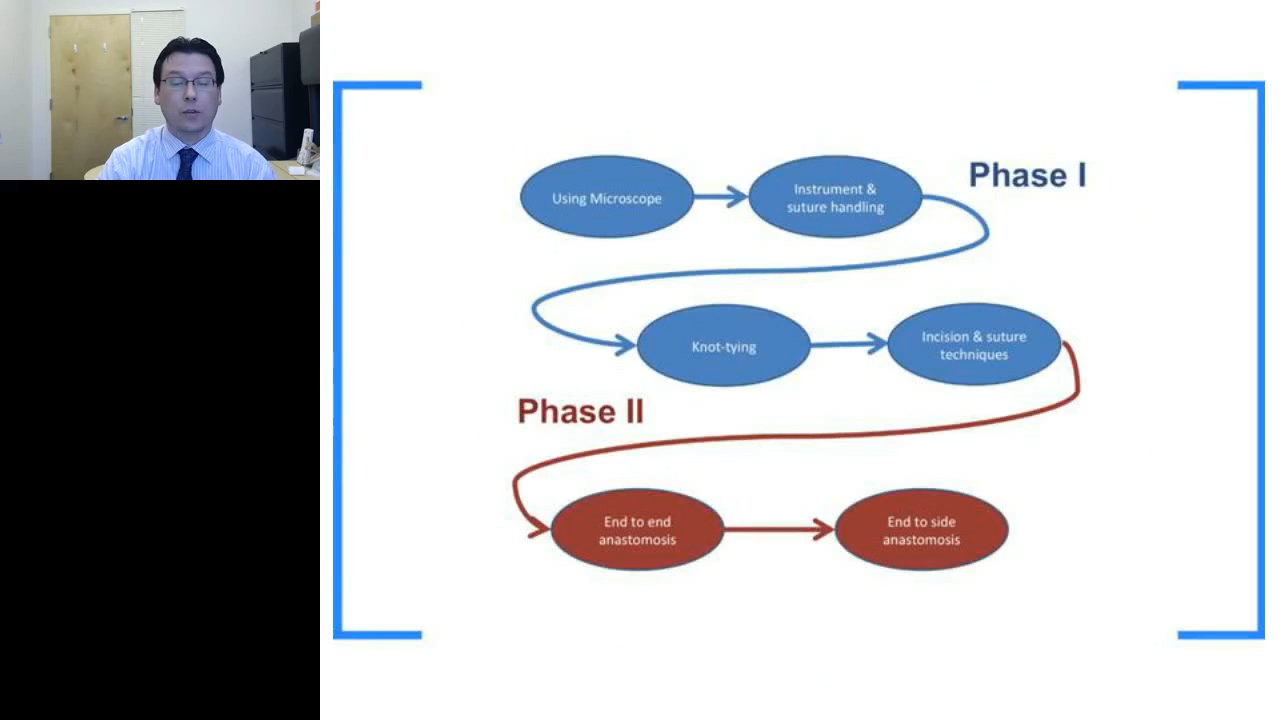 Phase I
Using Microscope
Instrument &
suture handling
Knot-tying
Incision & suture
techniques
Phase II
End to end
anastomosis
End to side
anastomosis